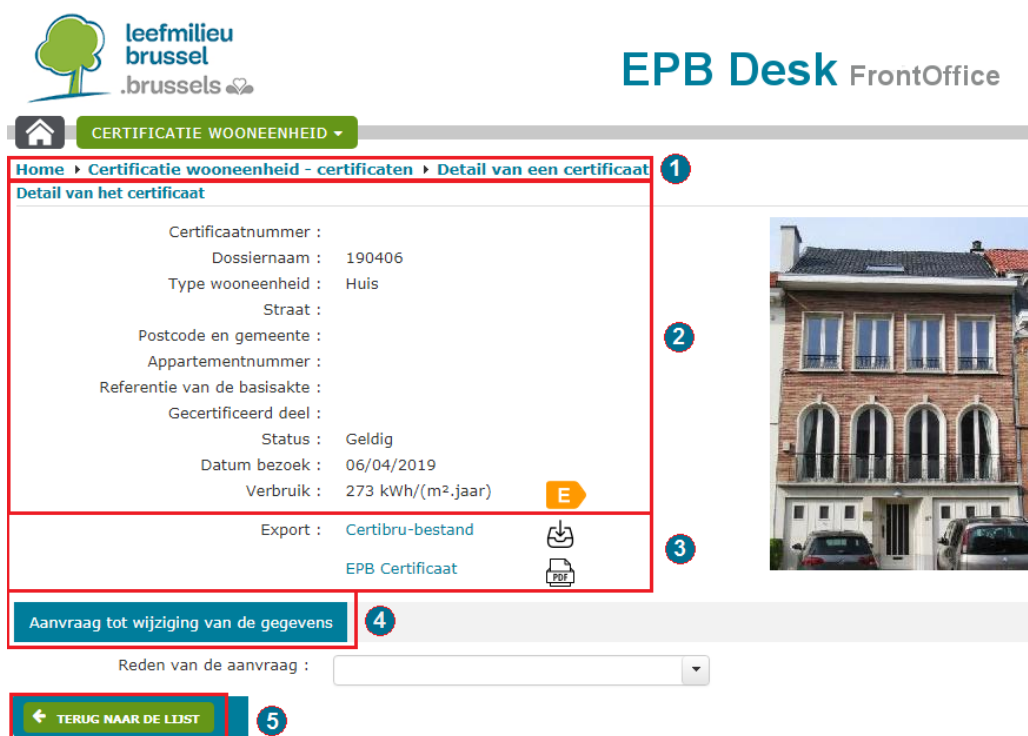 leefmilieu
brussel
.brussels
EPB Desk FrontOffice
CERTIFICATIE WOONEENHEID
Home Certificatie wooneenheid - certificaten Detail van een certificaat 1
Detail van het certificaat
Certificaatnummer :
Dossiernaam : 190406
Type wooneenheid : Huis
Straat :
Postcode en gemeente : 2
Appartementnummer :
Referentie van de basisakte :
Gecertificeerd deel :
Status : Geldig
Datum bezoek : 06/04/2019
Verbruik : 273 kWh/(m².jaar) E
Export : Certibru-bestand
3
EPB Certificaat PDF
Aanvraag tot wijziging van de gegevens 4
Reden van de aanvraag :
TERUG NAAR DE LIJST 5